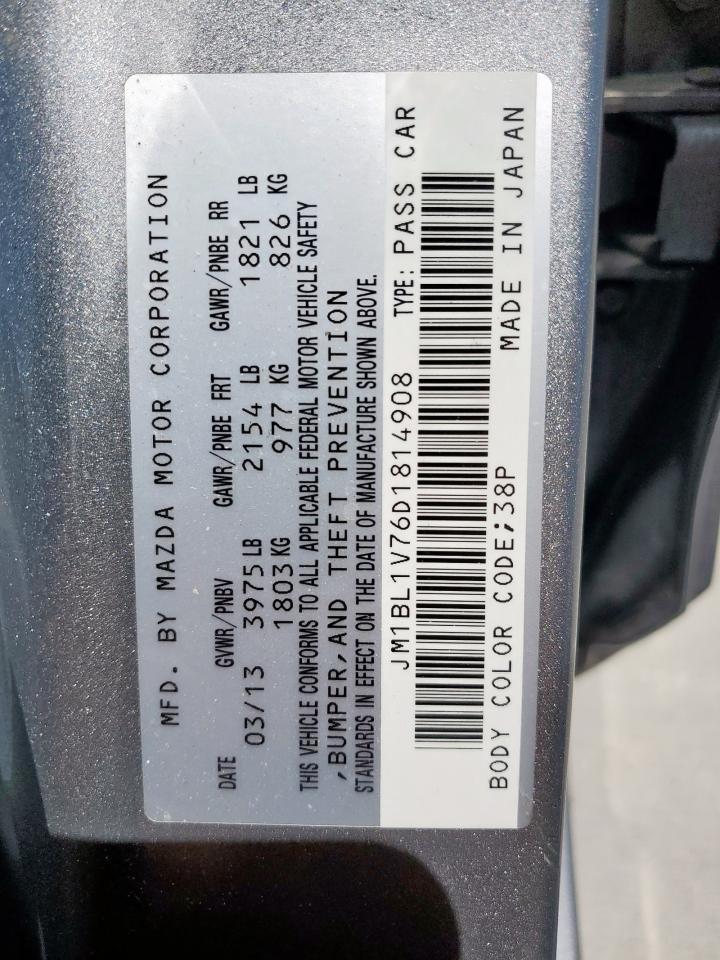 MFD. BY MAZDA MOTOR CORPORATION
DATE GVWR/PNBV GAWR/PNBE FRT GAWR/PNBE RR
03/13 3975 LB 2154 LB 1821 LB
1803 KG 977 KG 826 KG
THIS VEHICLE CONFORMS TO ALL APPLICABLE FEDERAL MOTOR VEHICLE SAFETY
,BUMPER,AND THEFT PREVENTION
STANDARDS IN EFFECT ON THE DATE OF MANUFACTURE SHOWN ABOVE.
JM1BL1V76D1814908 TYPE: PASS CAR
BODY COLOR CODE;38P MADE IN JAPAN